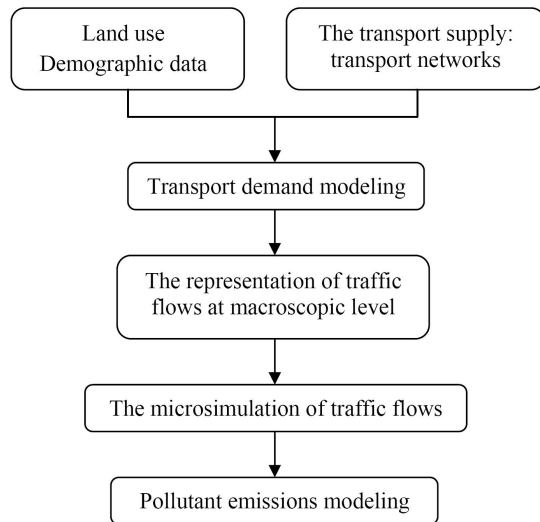 Land use
Demographic data
The transport supply:
transport networks
Transport demand modeling
The representation of traffic
flows at macroscopic level
The microsimulation of traffic flows
Pollutant emissions modeling